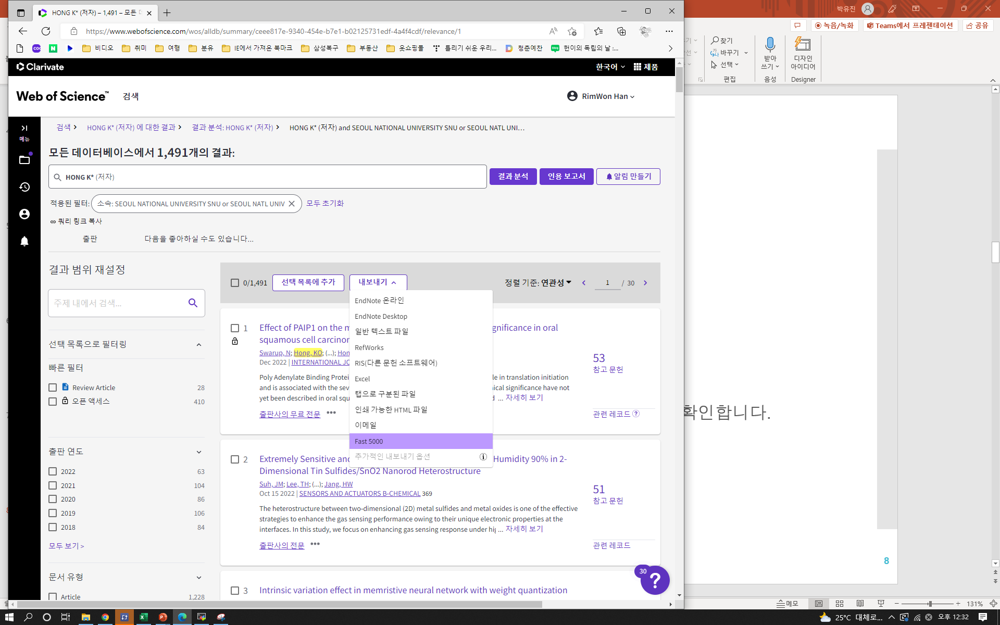 HONG K* (저자) – 1,491 – 모든
박유진
https://www.webofscience.com/wos/alldb/summary/ceee817e-9340-454e-b7e1-b02125731edf-4a4f4cdf/relevance/1
비디오
취미
여행
분유
IE에서 가져온 북마크
삼성복구
부동산
옷쇼핑몰
틀리기 쉬운 우리...
청춘예찬
헌이의 독립의 날 :...
녹음/녹화
Teams에서 프레젠테이션
공유
찾기
바꾸기
선택
편집
받아
쓰기
음성
디자인
아이디어
Designer
Clarivate
한국어
제품
Web of Science™
검색
RimWon Han
메뉴
검색 > HONG K* (저자) 에 대한 결과 > 결과 분석: HONG K* (저자) > HONG K* (저자) and SEOUL NATIONAL UNIVERSITY SNU or SEOUL NATL UNI…
모든 데이터베이스에서 1,491개의 결과:
HONG K* (저자)
결과 분석
인용 보고서
알림 만들기
적용된 필터:
소속: SEOUL NATIONAL UNIVERSITY SNU or SEOUL NATL UNIV
모두 초기화
쿼리 링크 복사
출판
다음을 좋아하실 수도 있습니다...
결과 범위 재설정
주제 내에서 검색...
선택 목록으로 필터링
빠른 필터
Review Article 28
오픈 액세스 410
출판 연도
2022 63
2021 104
2020 86
2019 106
2018 84
모두 보기 >
문서 유형
Article 1,228
0/1,491
선택 목록에 추가
내보내기
정렬 기준: 연관성
1 / 30
EndNote 온라인
EndNote Desktop
일반 텍스트 파일
RefWorks
RIS(다른 문헌 소프트웨어)
Excel
탭으로 구분된 파일
인쇄 가능한 HTML 파일
이메일
Fast 5000
추가적인 내보내기 옵션
1
Effect of PAIP1 on the m gnificance in oral
squamous cell carcinor
Swarup, N; Hong, KO; (...); Hon
Dec 2022 | INTERNATIONAL JO
Poly Adenylate Binding Protei le in translation initiation
and is associated with the sev ical significance have not
yet been described in oral squ d ... 자세히 보기
출판사의 무료 전문 •••
53
참고 문헌
관련 레코드 ?
2
Extremely Sensitive and Humidity 90% in 2-
Dimensional Tin Sulfides/SnO2 Nanorod Heterostructure
Suh, JM; Lee, TH; (...); Jang, HW
Oct 15 2022 | SENSORS AND ACTUATORS B-CHEMICAL 369
The heterostructure between two-dimensional (2D) metal sulfides and metal oxides is one of the effective
strategies to enhance the gas sensing performance owing to their unique electronic properties at the
interfaces. In this study, we focus on enhancing gas sensing response under hig ... 자세히 보기
출판사의 전문 •••
51
참고 문헌
관련 레코드
3
Intrinsic variation effect in memristive neural network with weight quantization
30
?
확인합니다.
8
메모
131%
25°C 대체로...
오후 12:32